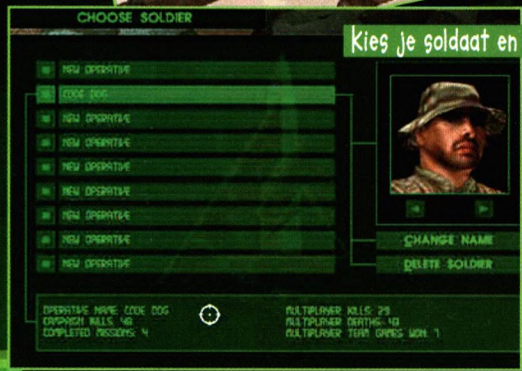 CHOOSE SOLDIER
Kies je soldaat en
NEW OPERATIVE
CODE DOG
NEW OPERATIVE
NEW OPERATIVE
NEW OPERATIVE
NEW OPERATIVE
NEW OPERATIVE
NEW OPERATIVE
NEW OPERATIVE
CHANGE NAME
DELETE SOLDIER
OPERATIVE NAME: CODE DOG
CAMPAIGN KILLS: 48
COMPLETED MISSIONS: 4
MULTIPLAYER KILLS: 29
MULTIPLAYER DEATHS: 49
MULTIPLAYER TEAM GAMES WON: 7